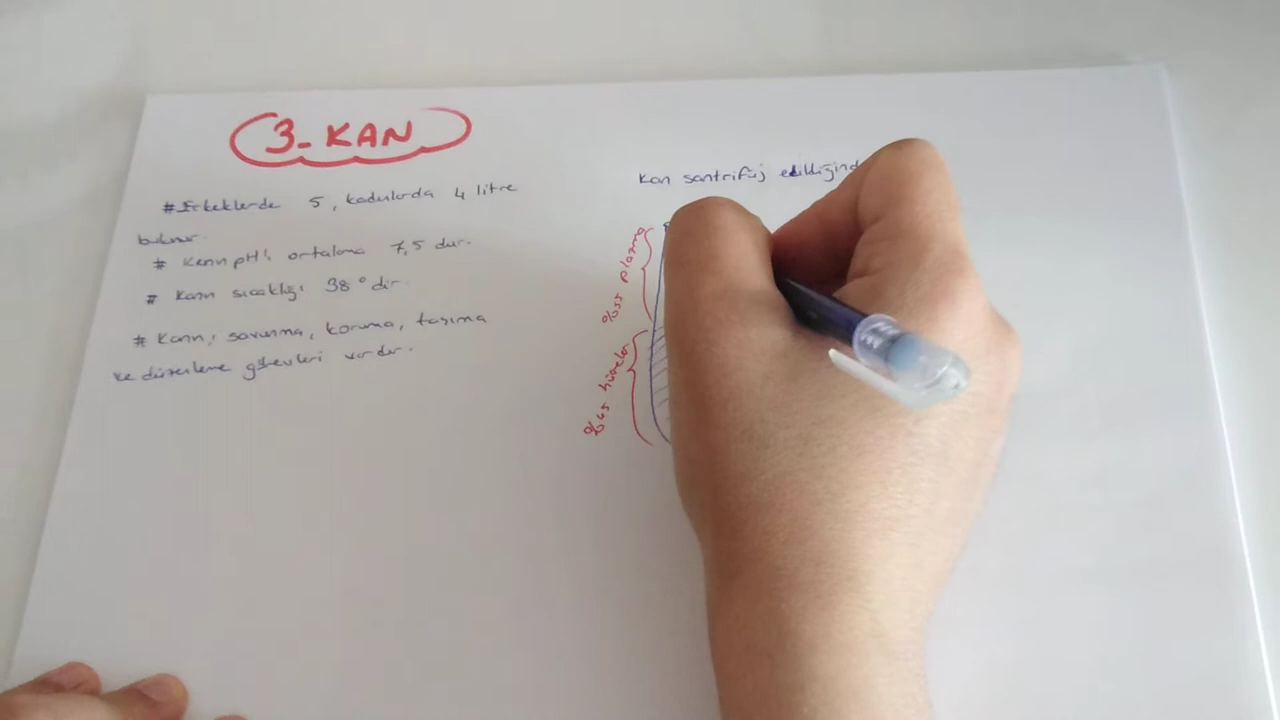 3- KAN
# Erkeklerde 5, kadınlarda 4 litre
bulunur.
# Kanın pH'ı ortalama 7,5 dur.
# Kanın sıcaklığı 38° dir.
# Kanın; savunma, koruma, taşıma
ve düzenleme görevleri vardır.
Kan santrifüj edildiğinde
%55 plazma
%45 hücreler